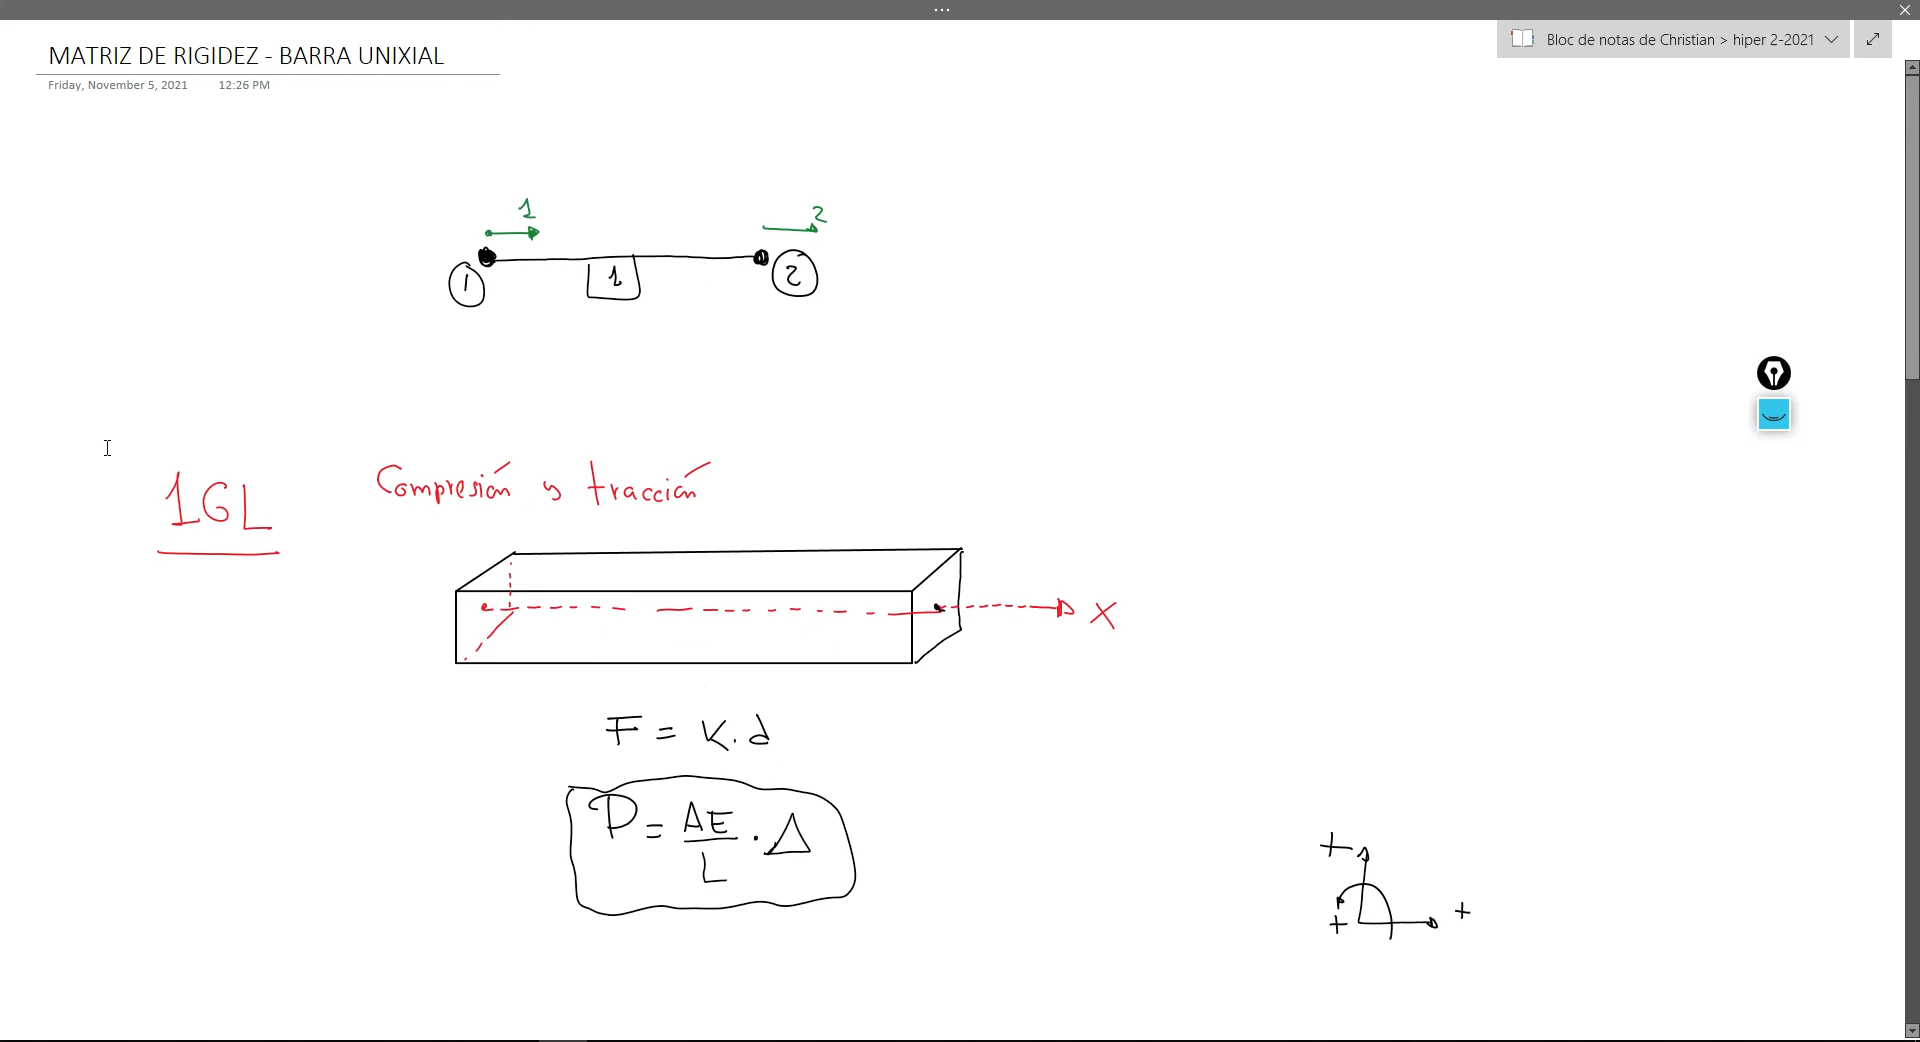 Bloc de notas de Christian > hiper 2-2021
MATRIZ DE RIGIDEZ - BARRA UNIXIAL
Friday, November 5, 2021 12:26 PM
1 2
1 1 2
1GL Compresión y tracción
X
F = K.d
P = AE/L . Δ
+
+ +